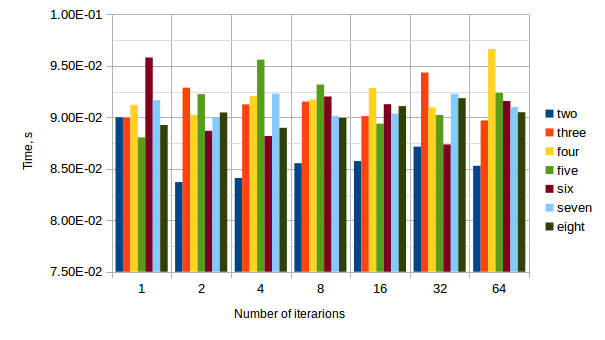 1.00E-01
9.50E-02
9.00E-02
8.50E-02
8.00E-02
7.50E-02
Time, s
1 2 4 8 16 32 64
Number of iterarions
two
three
four
five
six
seven
eight